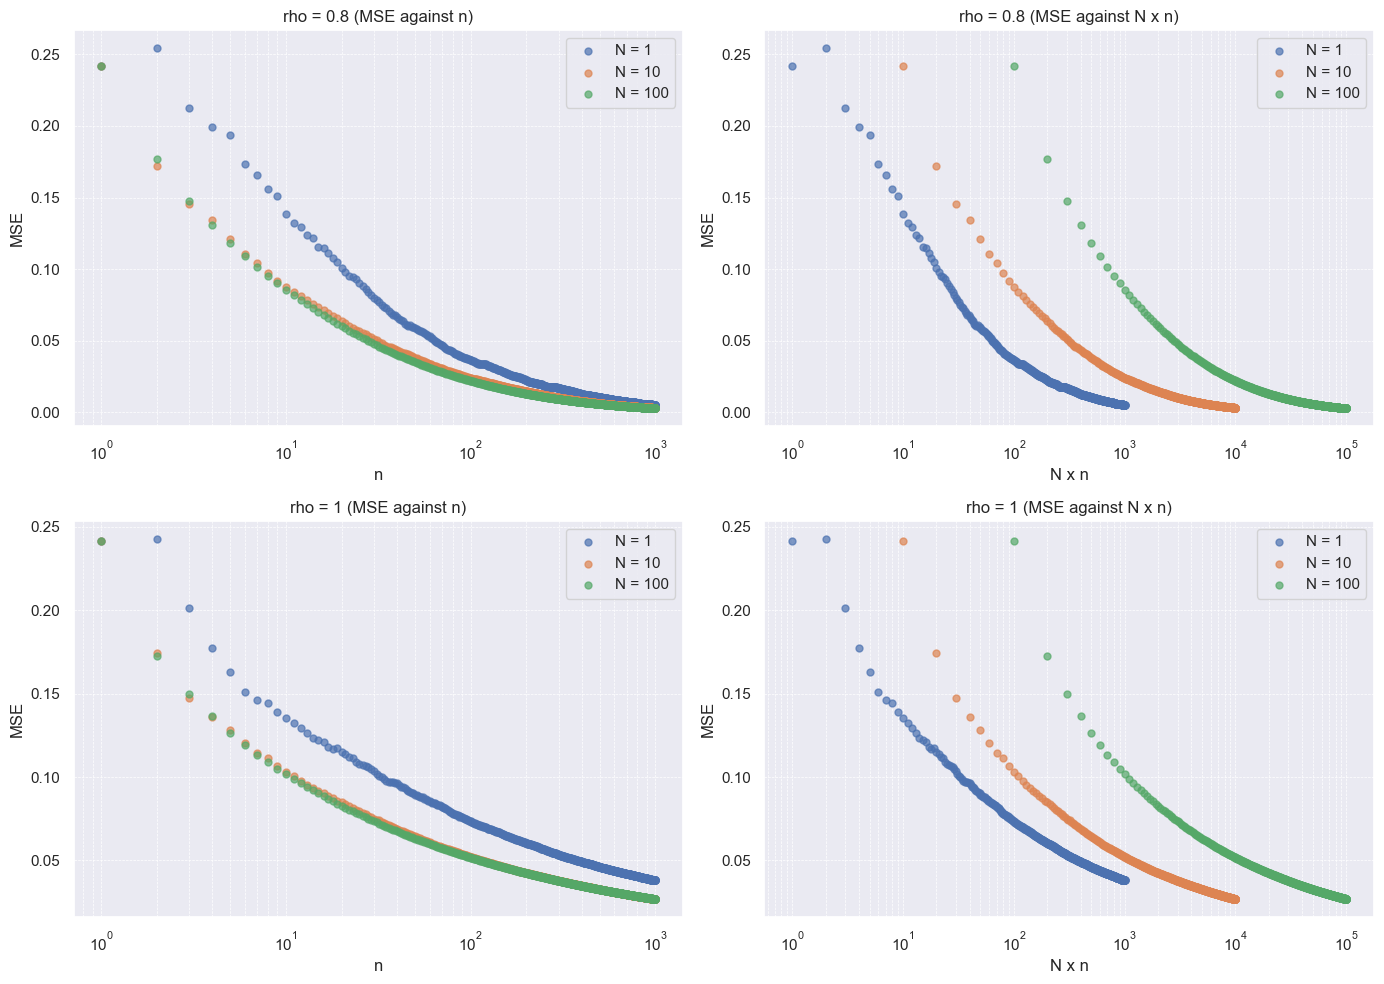 rho = 0.8 (MSE against n)
MSE
0.25
0.20
0.15
0.10
0.05
0.00
N = 1
N = 10
N = 100
10^0 10^1 10^2 10^3
n
rho = 0.8 (MSE against N x n)
MSE
0.25
0.20
0.15
0.10
0.05
0.00
N = 1
N = 10
N = 100
10^0 10^1 10^2 10^3 10^4 10^5
N x n
rho = 1 (MSE against n)
MSE
0.25
0.20
0.15
0.10
0.05
N = 1
N = 10
N = 100
10^0 10^1 10^2 10^3
n
rho = 1 (MSE against N x n)
MSE
0.25
0.20
0.15
0.10
0.05
N = 1
N = 10
N = 100
10^0 10^1 10^2 10^3 10^4 10^5
N x n